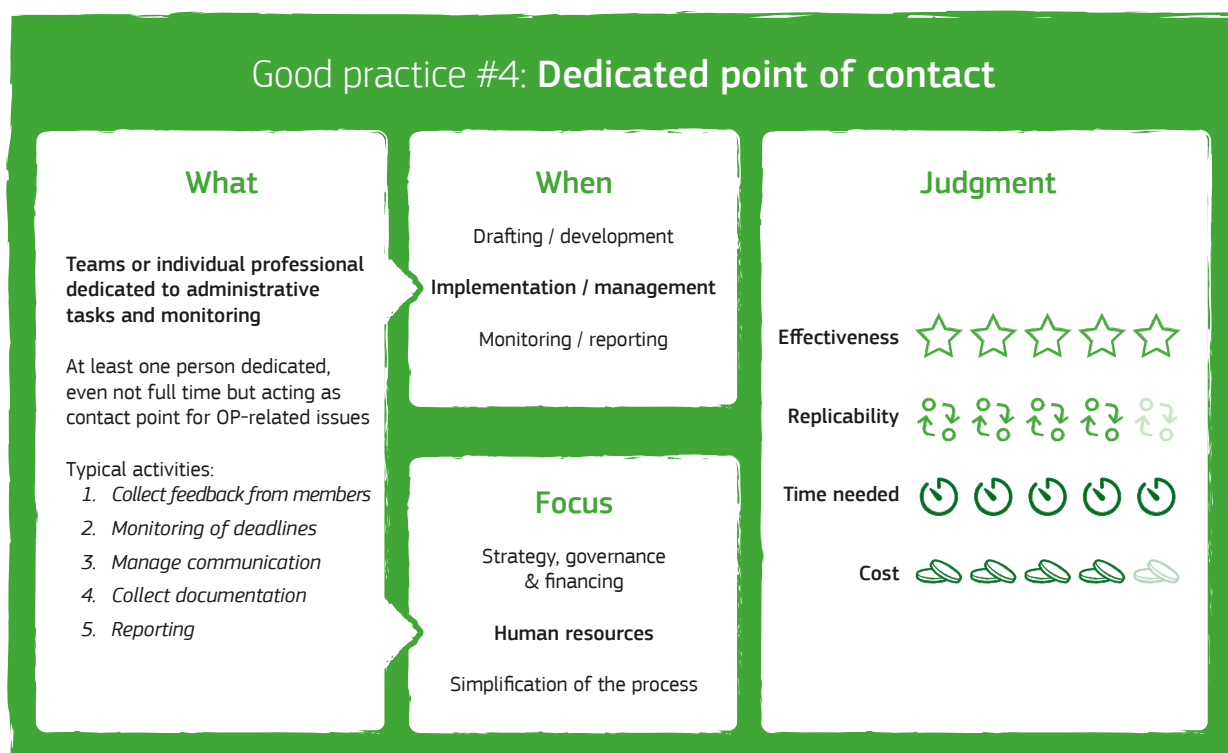 Good practice #4: Dedicated point of contact
What
Teams or individual professional
dedicated to administrative
tasks and monitoring
At least one person dedicated,
even not full time but acting as
contact point for OP-related issues
Typical activities:
1. Collect feedback from members
2. Monitoring of deadlines
3. Manage communication
4. Collect documentation
5. Reporting
When
Drafting / development
Implementation / management
Monitoring / reporting
Focus
Strategy, governance
& financing
Human resources
Simplification of the process
Judgment
Effectiveness
Replicability
Time needed
Cost